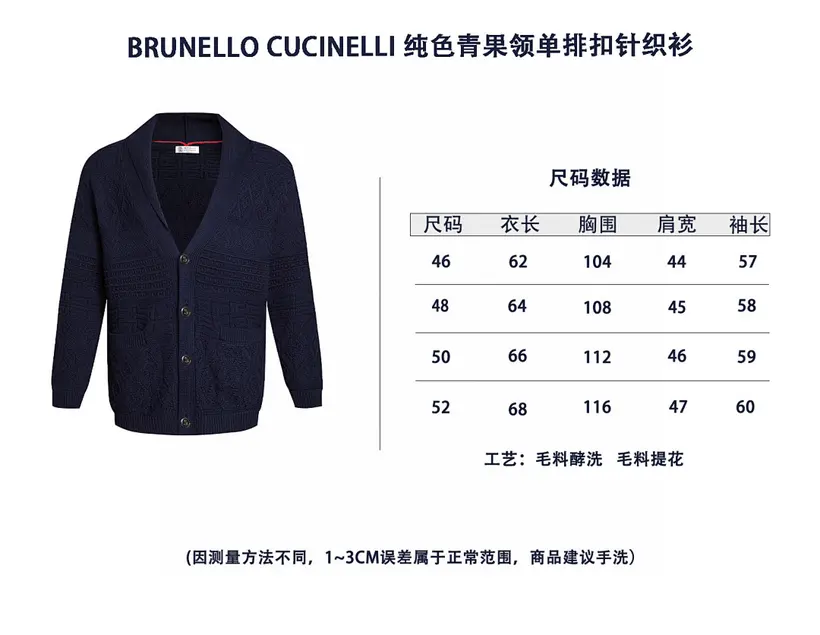 BRUNELLO CUCINELLI 纯色青果领单排扣针织衫
尺码数据
尺码 衣长 胸围 肩宽 袖长
46 62 104 44 57
48 64 108 45 58
50 66 112 46 59
52 68 116 47 60
工艺：毛料酵洗 毛料提花
(因测量方法不同，1~3CM误差属于正常范围，商品建议手洗)